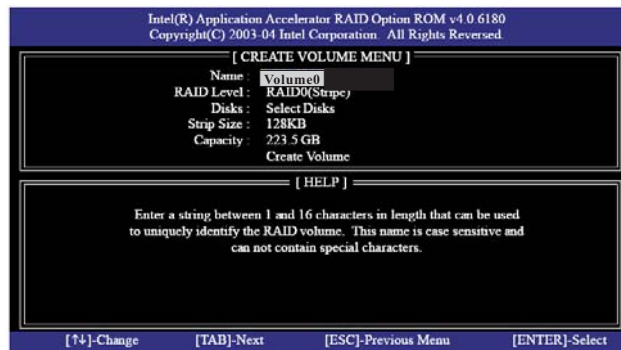 Intel(R) Application Accelerator RAID Option ROM v4.0 6180
Copyright(C) 2003-04 Intel Corporation. All Rights Reversed.
[ CREATE VOLUME MENU ]
Name : Volume0
RAID Level : RAID0(Stripe)
Disks : Select Disks
Strip Size : 128KB
Capacity : 223.5 GB
Create Volume
[ HELP ]
Enter a string between 1 and 16 characters in length that can be used
to uniquely identify the RAID volume. This name is case sensitive and
can not contain special characters.
[↑↓]-Change [TAB]-Next [ESC]-Previous Menu [ENTER]-Select